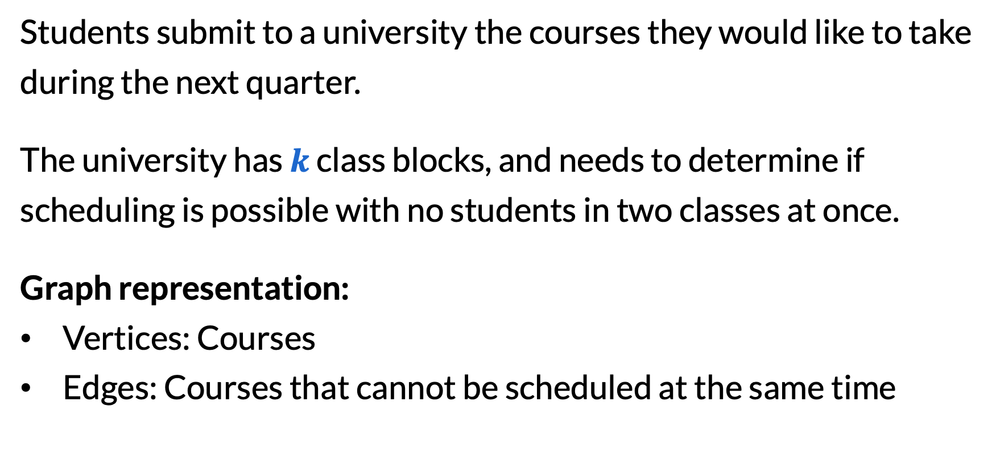 Students submit to a university the courses they would like to take
during the next quarter.
The university has k class blocks, and needs to determine if
scheduling is possible with no students in two classes at once.
Graph representation:
• Vertices: Courses
• Edges: Courses that cannot be scheduled at the same time